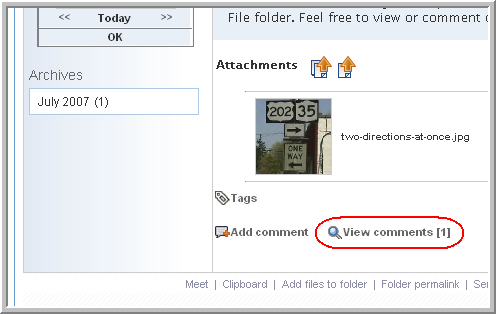 << Today >>
OK
File folder. Feel free to view or comment
Archives
July 2007 (1)
Attachments
202 35
ONE
WAY
two-directions-at-once.jpg
Tags
Add comment View comments [1]
Meet | Clipboard | Add files to folder | Folder permalink |